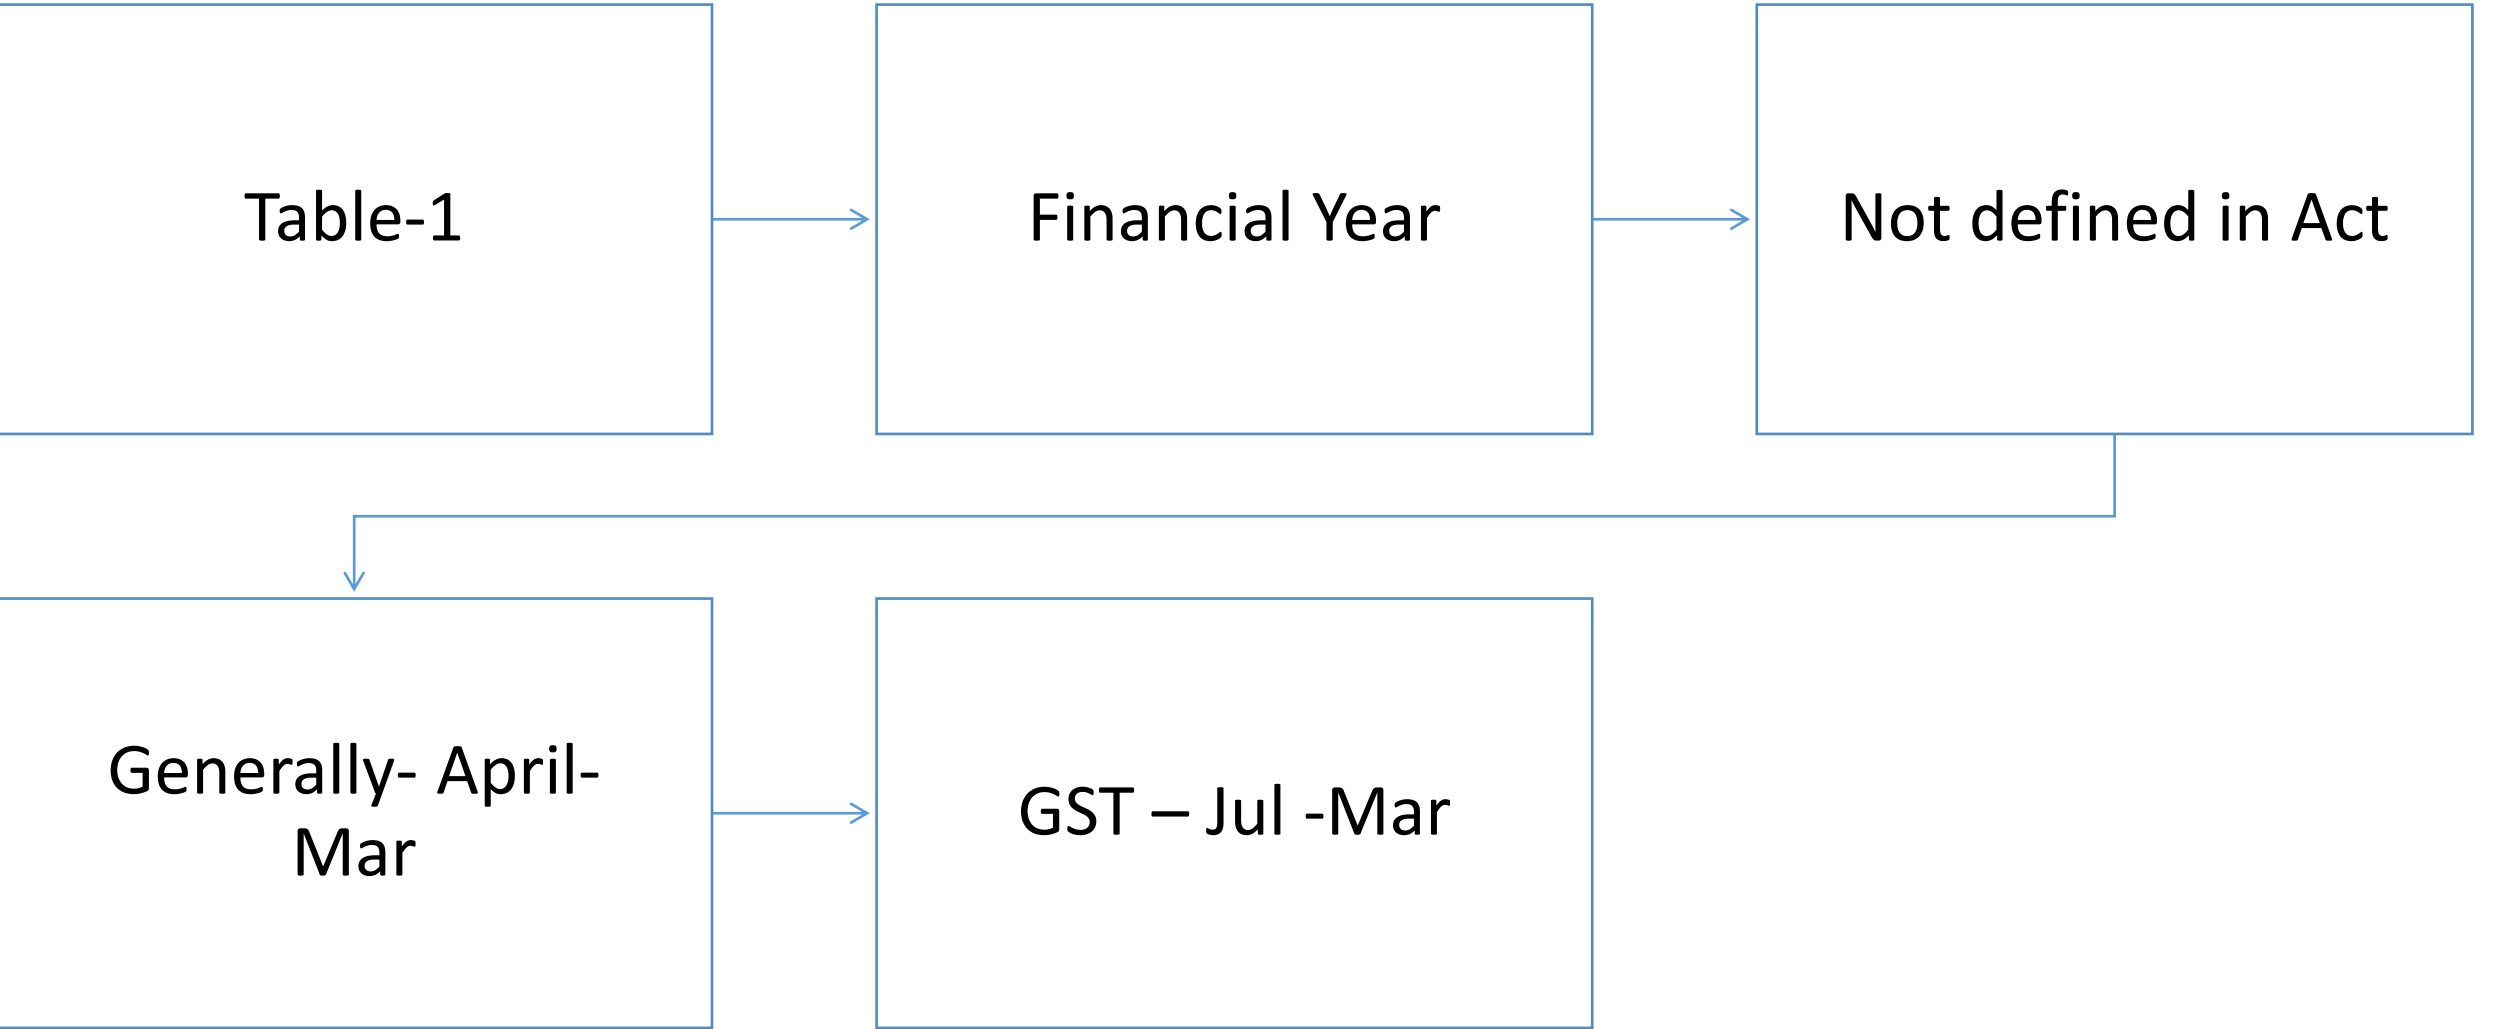 Table-1
Financial Year
Not defined in Act
Generally-April-
Mar
GST – Jul -Mar